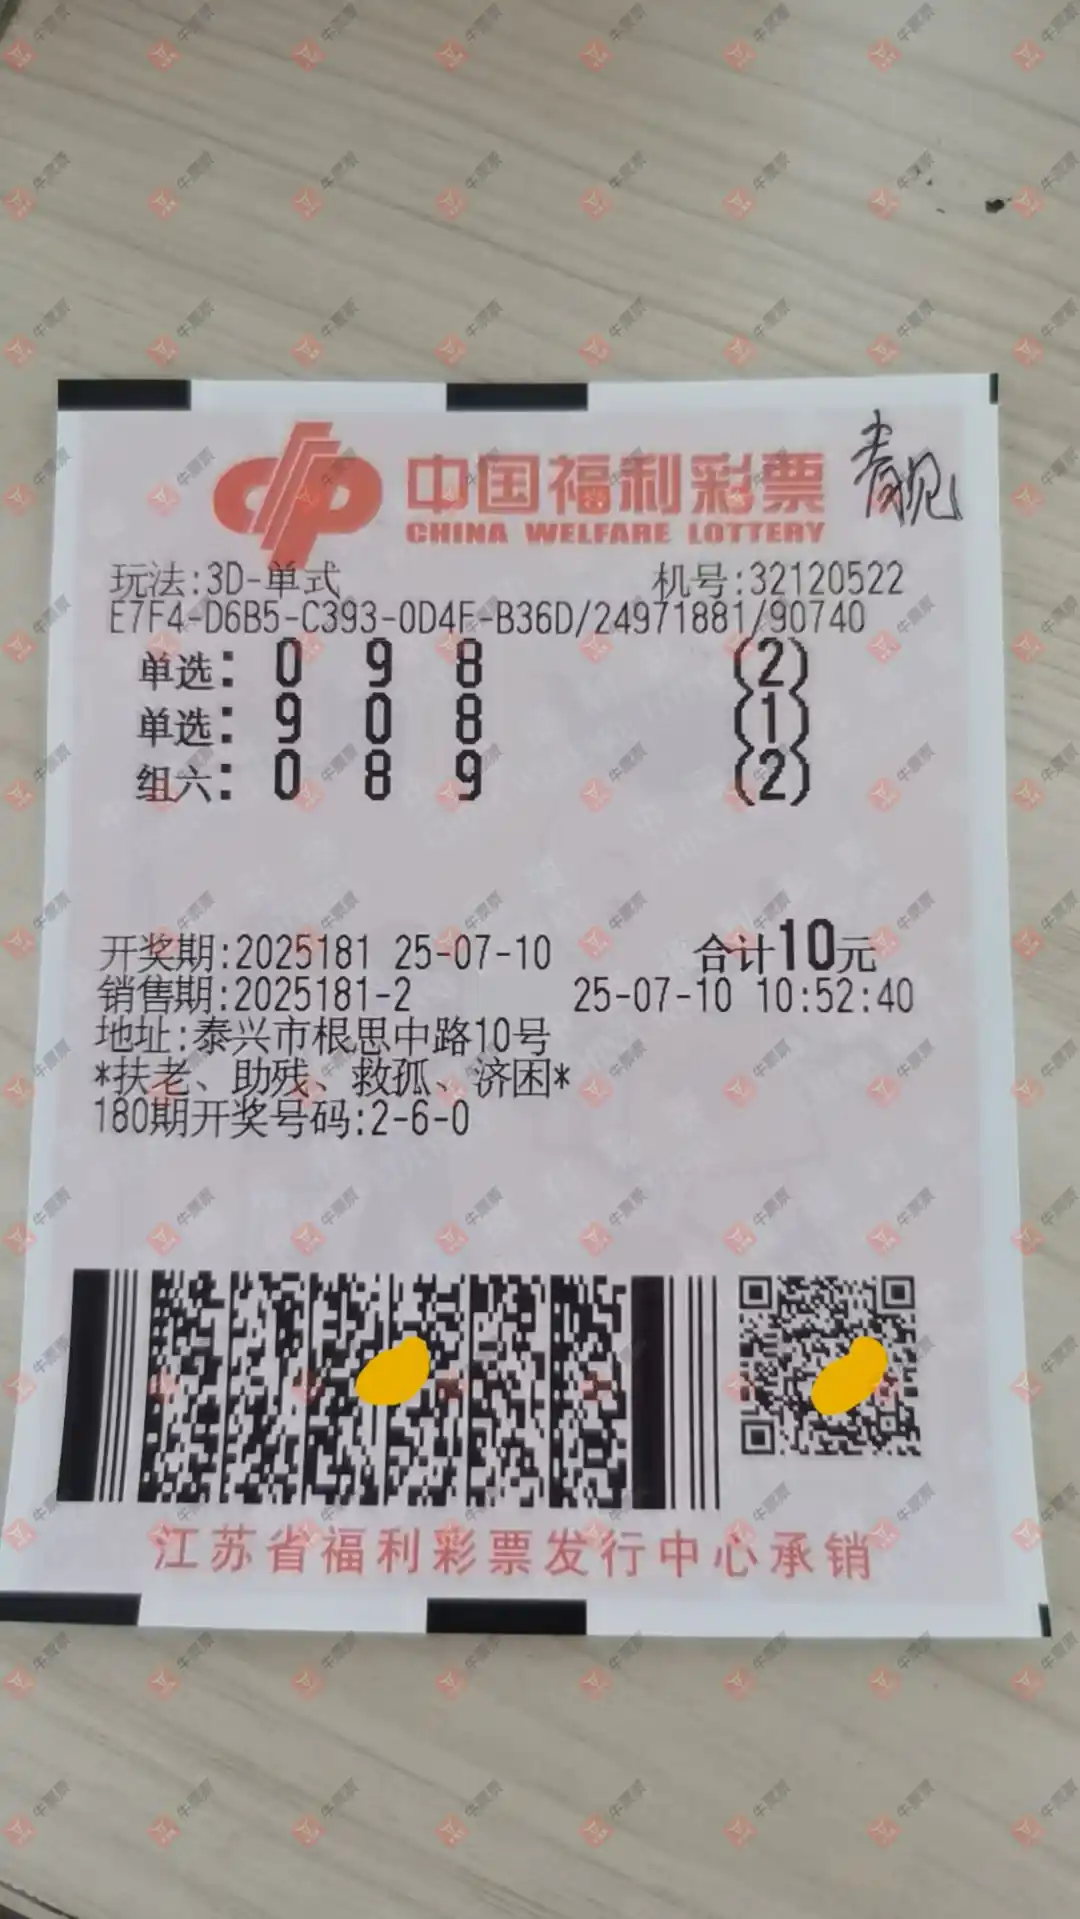 中国福利彩票
CHINA WELFARE LOTTERY
靓
玩法:3D-单式 机号:32120522
E7F4-D6B5-C393-0D4F-B36D/24971881/90740
单选: 0 9 8 (2)
单选: 9 0 8 (1)
组六: 0 8 9 (2)
开奖期:2025181 25-07-10 合计10元
销售期:2025181-2 25-07-10 10:52:40
地址:泰兴市根思中路10号
*扶老、助残、救孤、济困*
180期开奖号码:2-6-0
江苏省福利彩票发行中心承销
牛票票